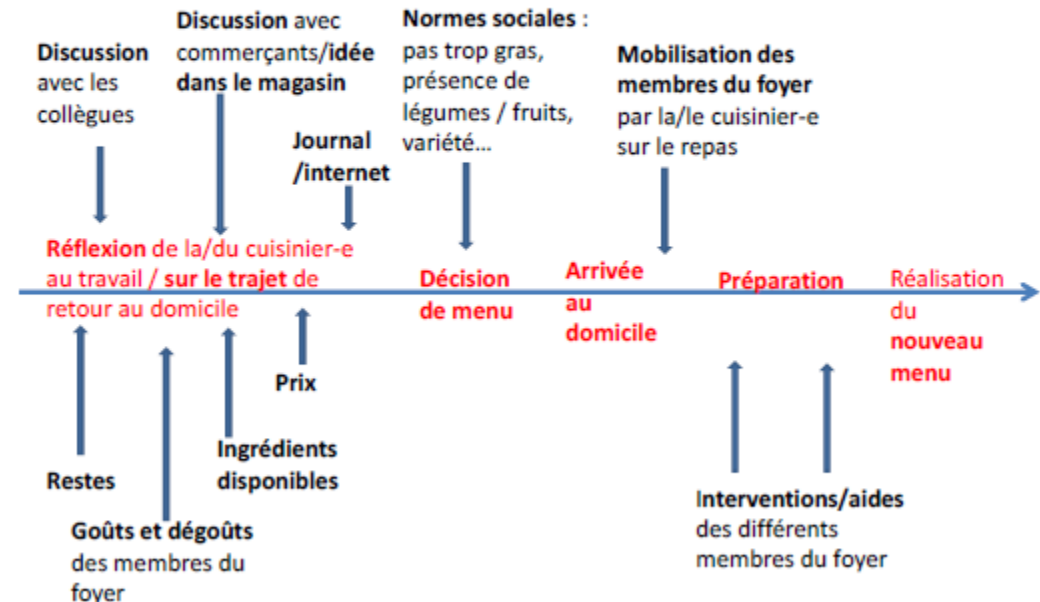 Discussion
avec les
collègues
Discussion avec
commerçants/idée
dans le magasin
Journal
/internet
Normes sociales :
pas trop gras,
présence de
légumes / fruits,
variété…
Mobilisation des
membres du foyer
par la/le cuisinier-e
sur le repas
Réflexion de la/du cuisinier-e
au travail / sur le trajet de
retour au domicile
Décision
de menu
Arrivée
au
domicile
Préparation
Réalisation
du
nouveau
menu
Restes
Goûts et dégoûts
des membres du
foyer
Ingrédients
disponibles
Prix
Interventions/aides
des différents
membres du foyer